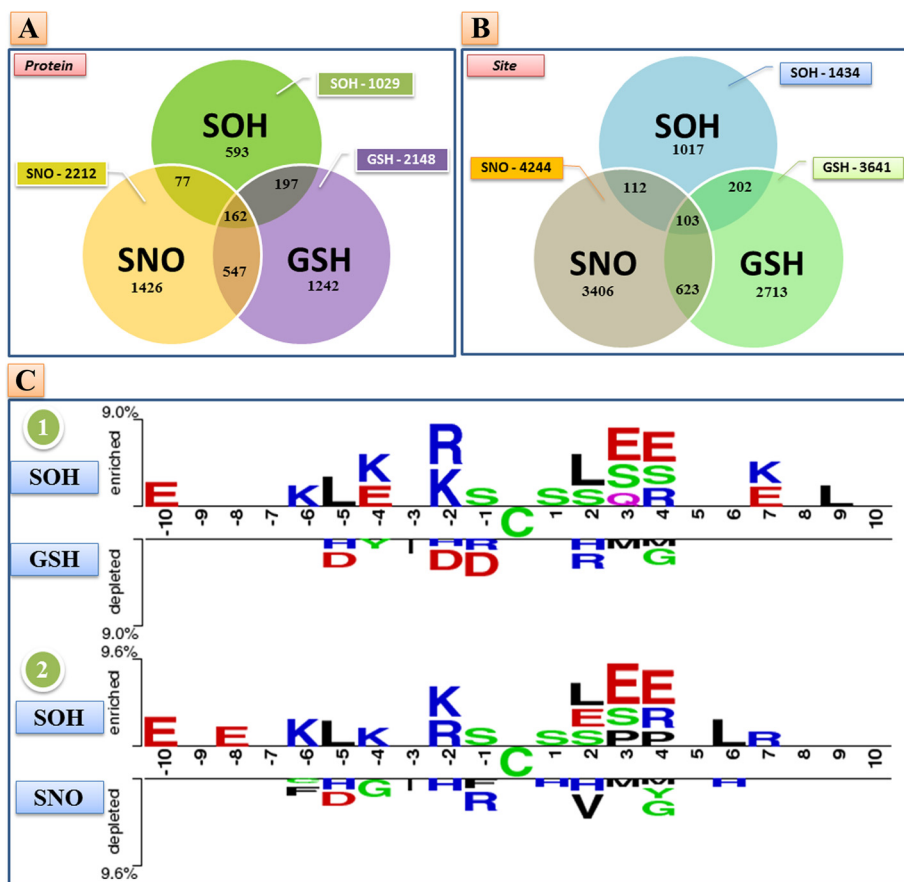 A
B
Protein
Site
SOH - 1029
SOH - 1434
SOH
593
SOH
1017
SNO - 2212
GSH - 2148
SNO - 4244
GSH - 3641
77
197
112
202
162
103
SNO
1426
GSH
1242
547
SNO
3406
GSH
2713
623
C
1
SOH
GSH
9.0%
enriched
E K L K E R K S S L S E S Q E S R K E L
-10 -9 -8 -7 -6 -5 -4 -3 -2 -1 C 1 2 3 4 5 6 7 8 9 10
H D Y I H D R D H R M M G
depleted
9.0%
2
SOH
SNO
9.6%
enriched
E E K L K K R S S L E S E S P E R P L R
-10 -9 -8 -7 -6 -5 -4 -3 -2 -1 C 1 2 3 4 5 6 7 8 9 10
F H D G I H F R H H V M M Y G H
depleted
9.6%